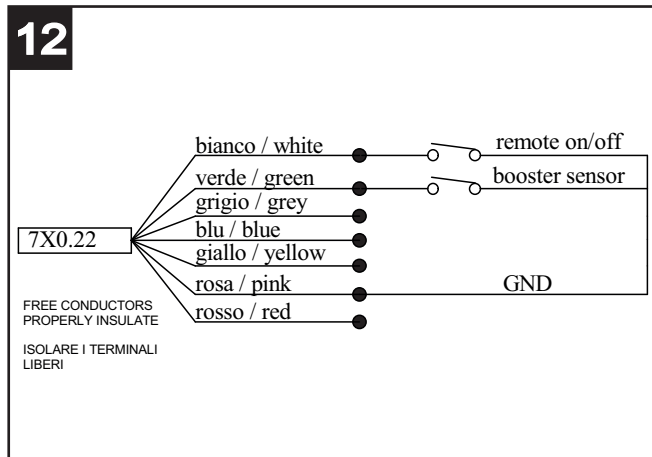 12
bianco / white
remote on/off
verde / green
booster sensor
grigio / grey
7X0.22
blu / blue
giallo / yellow
rosa / pink
GND
rosso / red
FREE CONDUCTORS
PROPERLY INSULATE
ISOLARE I TERMINALI
LIBERI